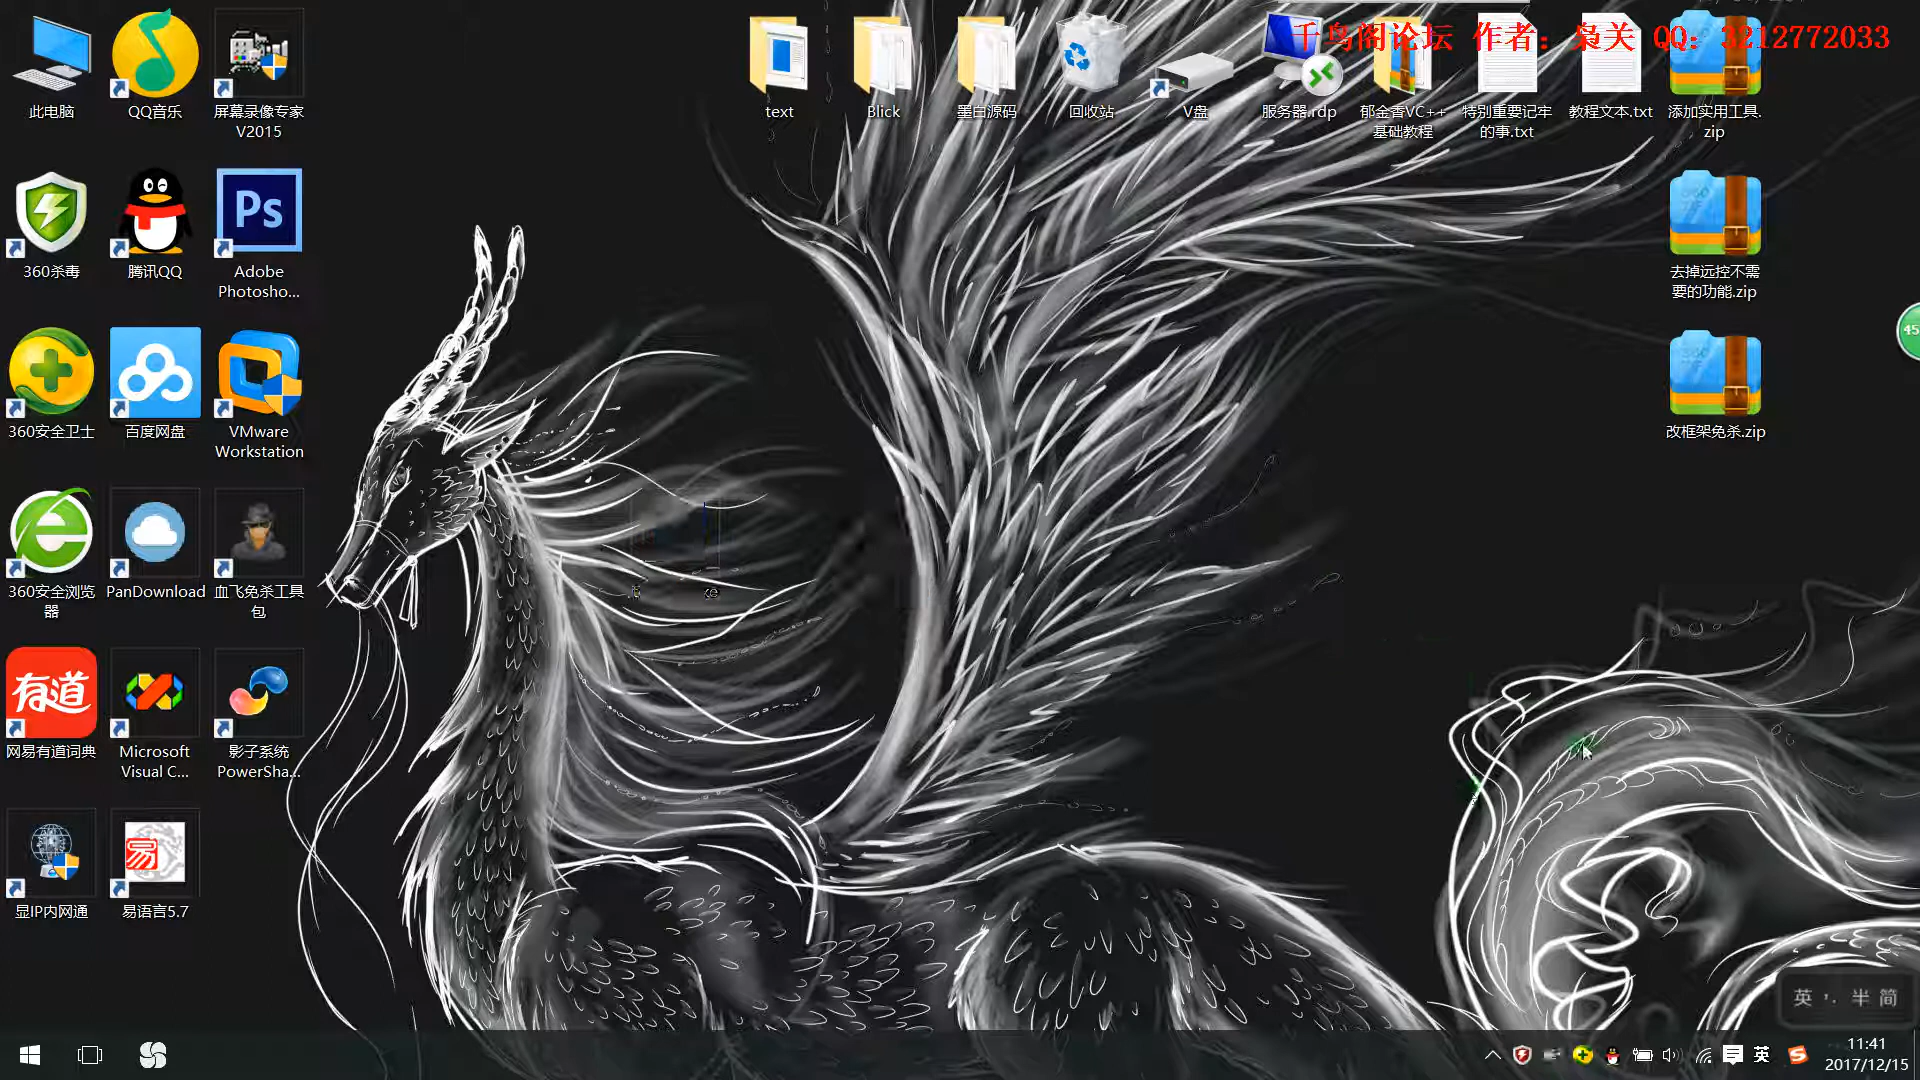 千鸟阁论坛 作者：枭关 QQ：3212772033
此电脑
QQ音乐
屏幕录像专家
V2015
text
Blick
墨白源码
回收站
V盘
服务器.rdp
郁金香VC++
基础教程
特别重要记牢
的事.txt
教程文本.txt
添加实用工具.
zip
360杀毒
腾讯QQ
Ps
Adobe
Photosho...
去掉远控不需
要的功能.zip
45
360安全卫士
百度网盘
VMware
Workstation
改框架免杀.zip
360安全浏览
器
PanDownload
血飞免杀工具
包
有道
网易有道词典
Microsoft
Visual C...
影子系统
PowerSha...
易
显IP内网通
易语言5.7
英 ’. 半 简
英
11:41
2017/12/15